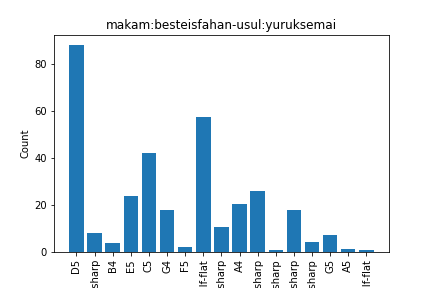 makam:besteisfahan-usul:yuruksemai
80
60
40
20
0
Count
D5
sharp
B4
E5
C5
G4
F5
lf-flat
sharp
A4
sharp
sharp
sharp
sharp
G5
A5
lf-flat